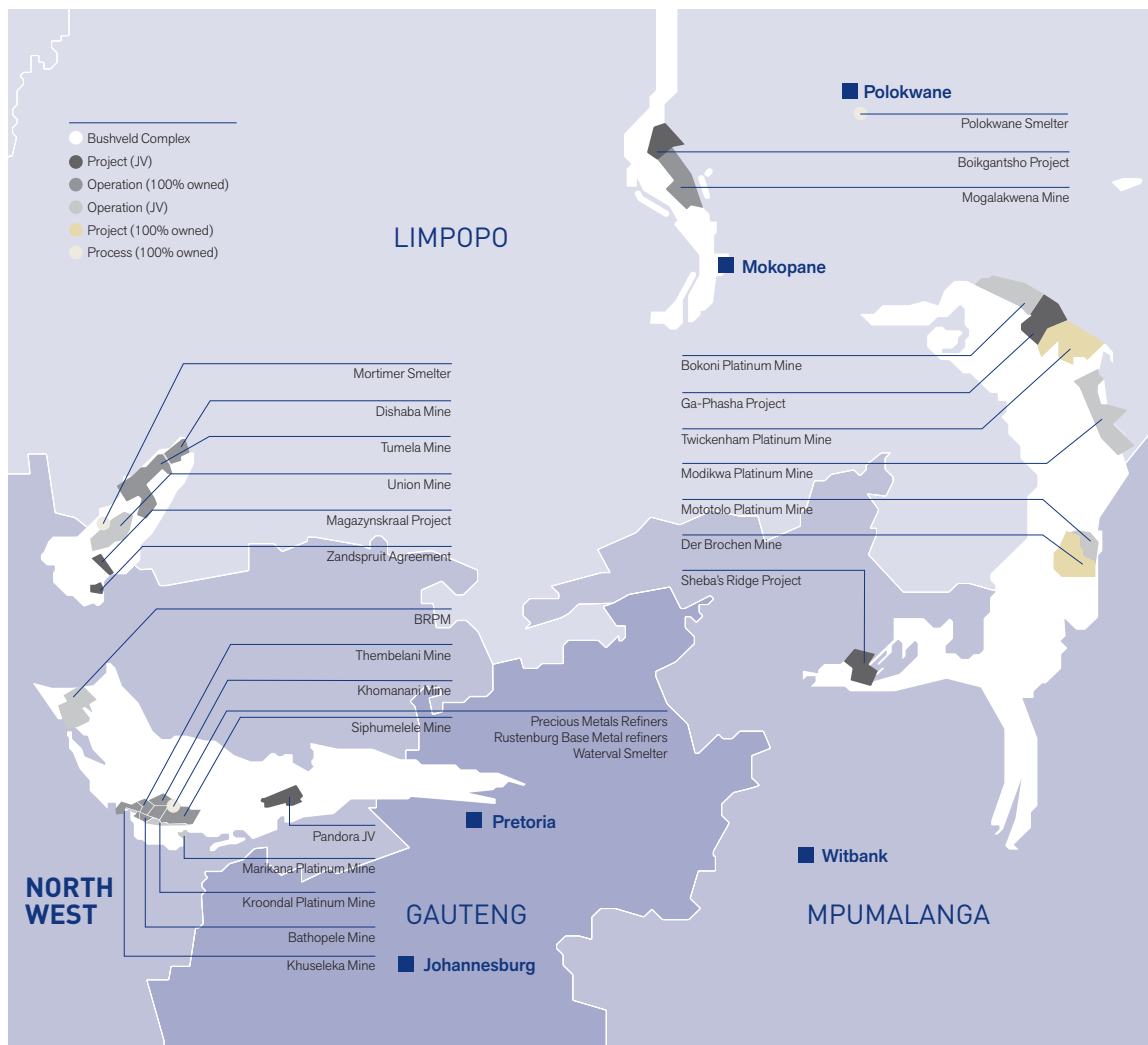 Polokwane
Polokwane Smelter
Boikgantsho Project
Mogalakwena Mine
Bushveld Complex
Project (JV)
Operation (100% owned)
Operation (JV)
Project (100% owned)
Process (100% owned)
LIMPOPO
Mokopane
Mortimer Smelter
Dishaba Mine
Tumela Mine
Union Mine
Magazynskraal Project
Zandspruit Agreement
Bokoni Platinum Mine
Ga-Phasha Project
Twickenham Platinum Mine
Modikwa Platinum Mine
Mototolo Platinum Mine
Der Brochen Mine
Sheba's Ridge Project
BRPM
Thembelani Mine
Khomanani Mine
Siphumelele Mine
Precious Metals Refiners
Rustenburg Base Metal refiners
Waterval Smelter
Pretoria
Pandora JV
Marikana Platinum Mine
Kroondal Platinum Mine
Bathopele Mine
Khuseleka Mine
NORTH
WEST
GAUTENG
Johannesburg
Witbank
MPUMALANGA